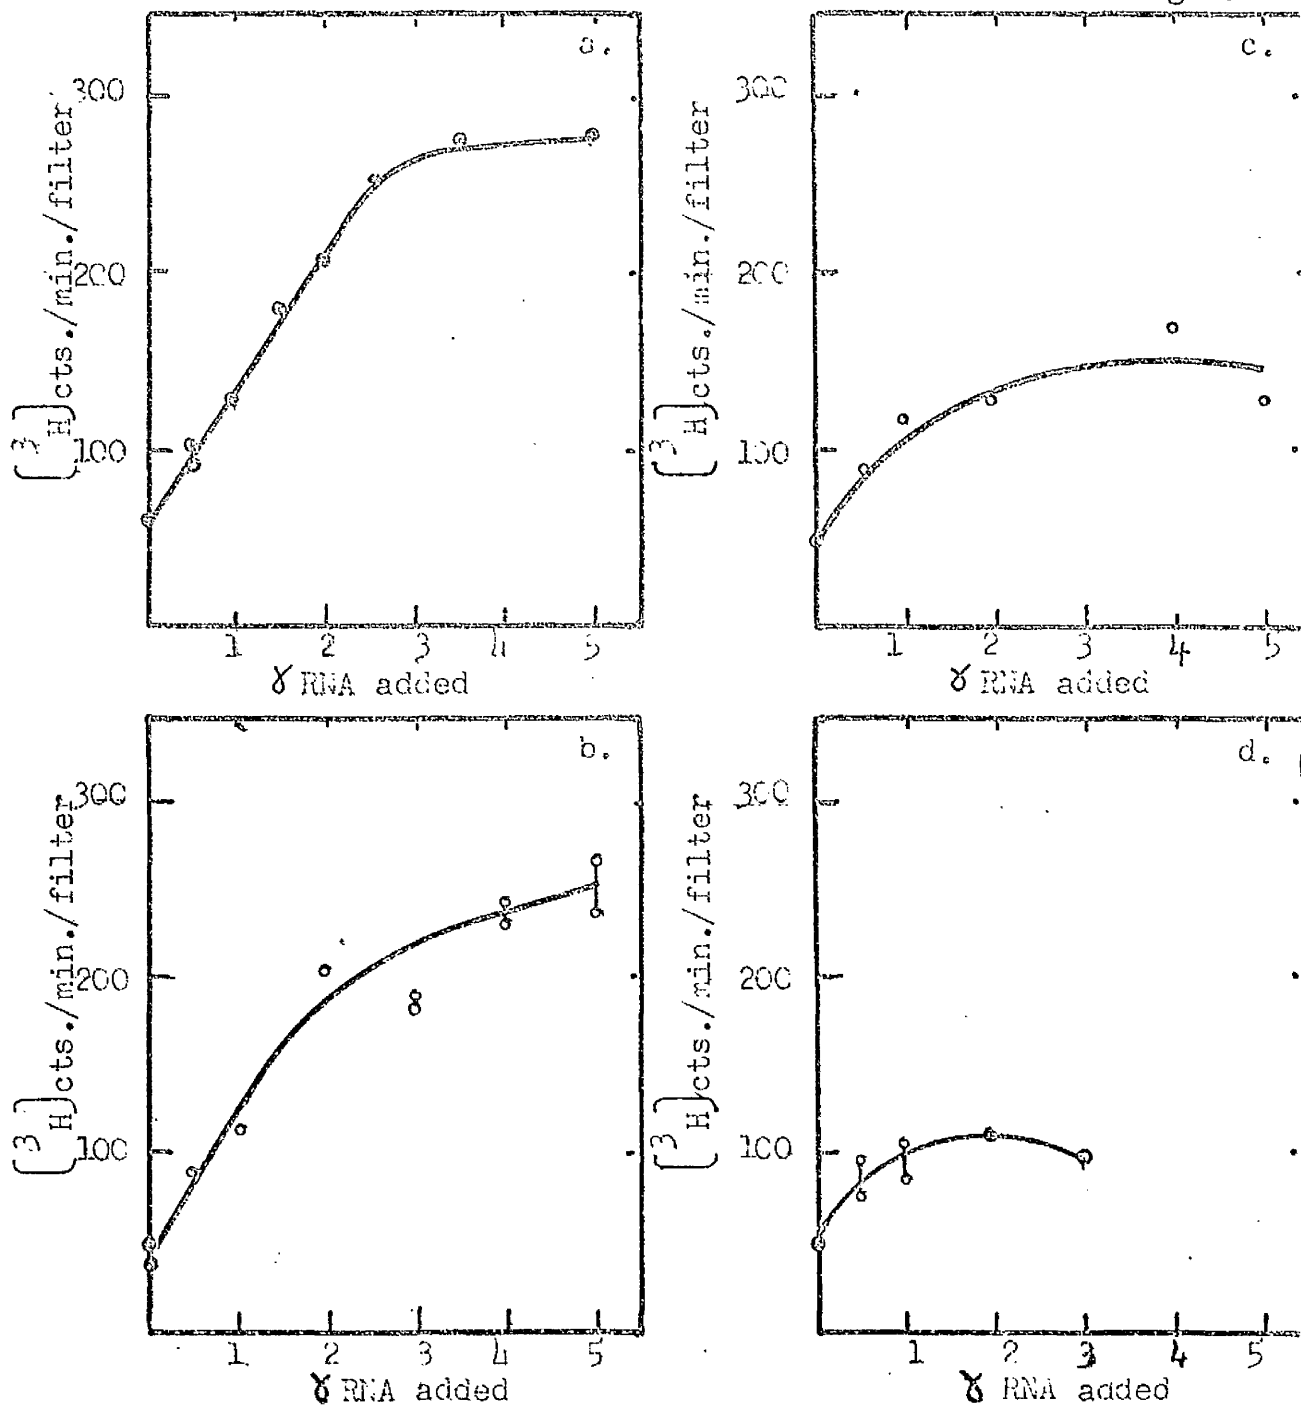 a.
300
200
100
[³H] cts./min./filter
1 2 3 4 5
γ RNA added
c.
300
200
100
[³H] cts./min./filter
1 2 3 4 5
γ RNA added
b.
300
200
100
[³H] cts./min./filter
1 2 3 4 5
γ RNA added
d.
300
200
100
[³H] cts./min./filter
1 2 3 4 5
γ RNA added